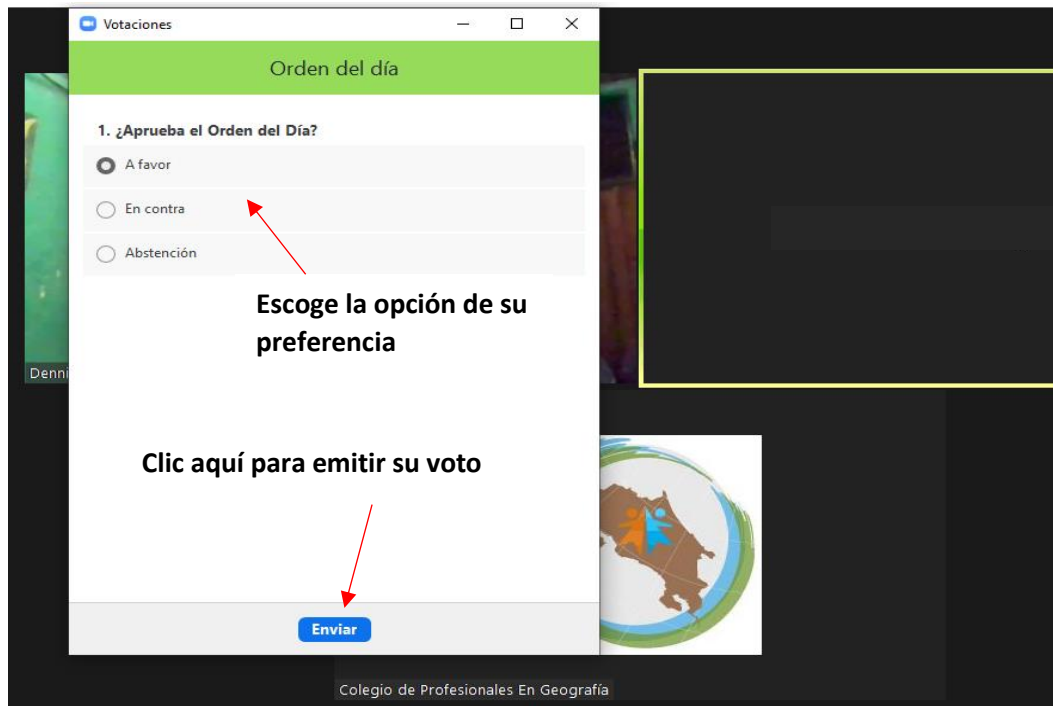 Votaciones
Orden del día
1. ¿Aprueba el Orden del Día?
A favor
En contra
Abstención
Escoge la opción de su
preferencia
Denni
Clic aquí para emitir su voto
Enviar
Colegio de Profesionales En Geografía